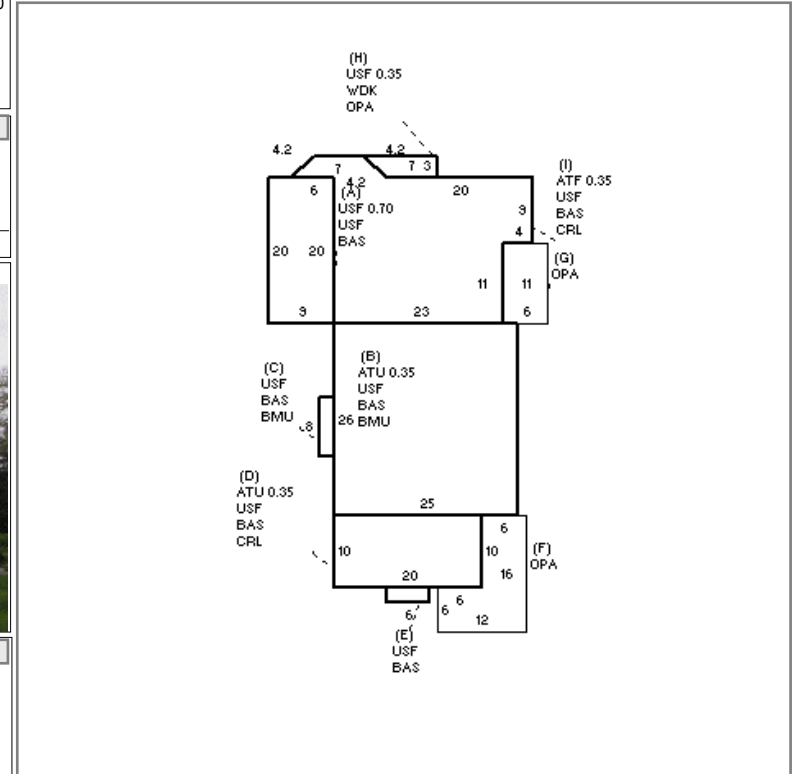 (H)
USF 0.35
WDK
OPA
4.2
4.2
7
7 3
4.2
6
20
(I)
ATF 0.35
USF
BAS
CRL
(A)
USF 0.70
USF
BAS
9
4
20 20
(G)
OPA
11
11
9
23
6
(B)
ATU 0.35
USF
BAS
BMU
(C)
USF
BAS
BMU
8
26
(D)
ATU 0.35
USF
BAS
CRL
25
6
10
10
(F)
OPA
16
20
6
6
12
6
(E)
USF
BAS